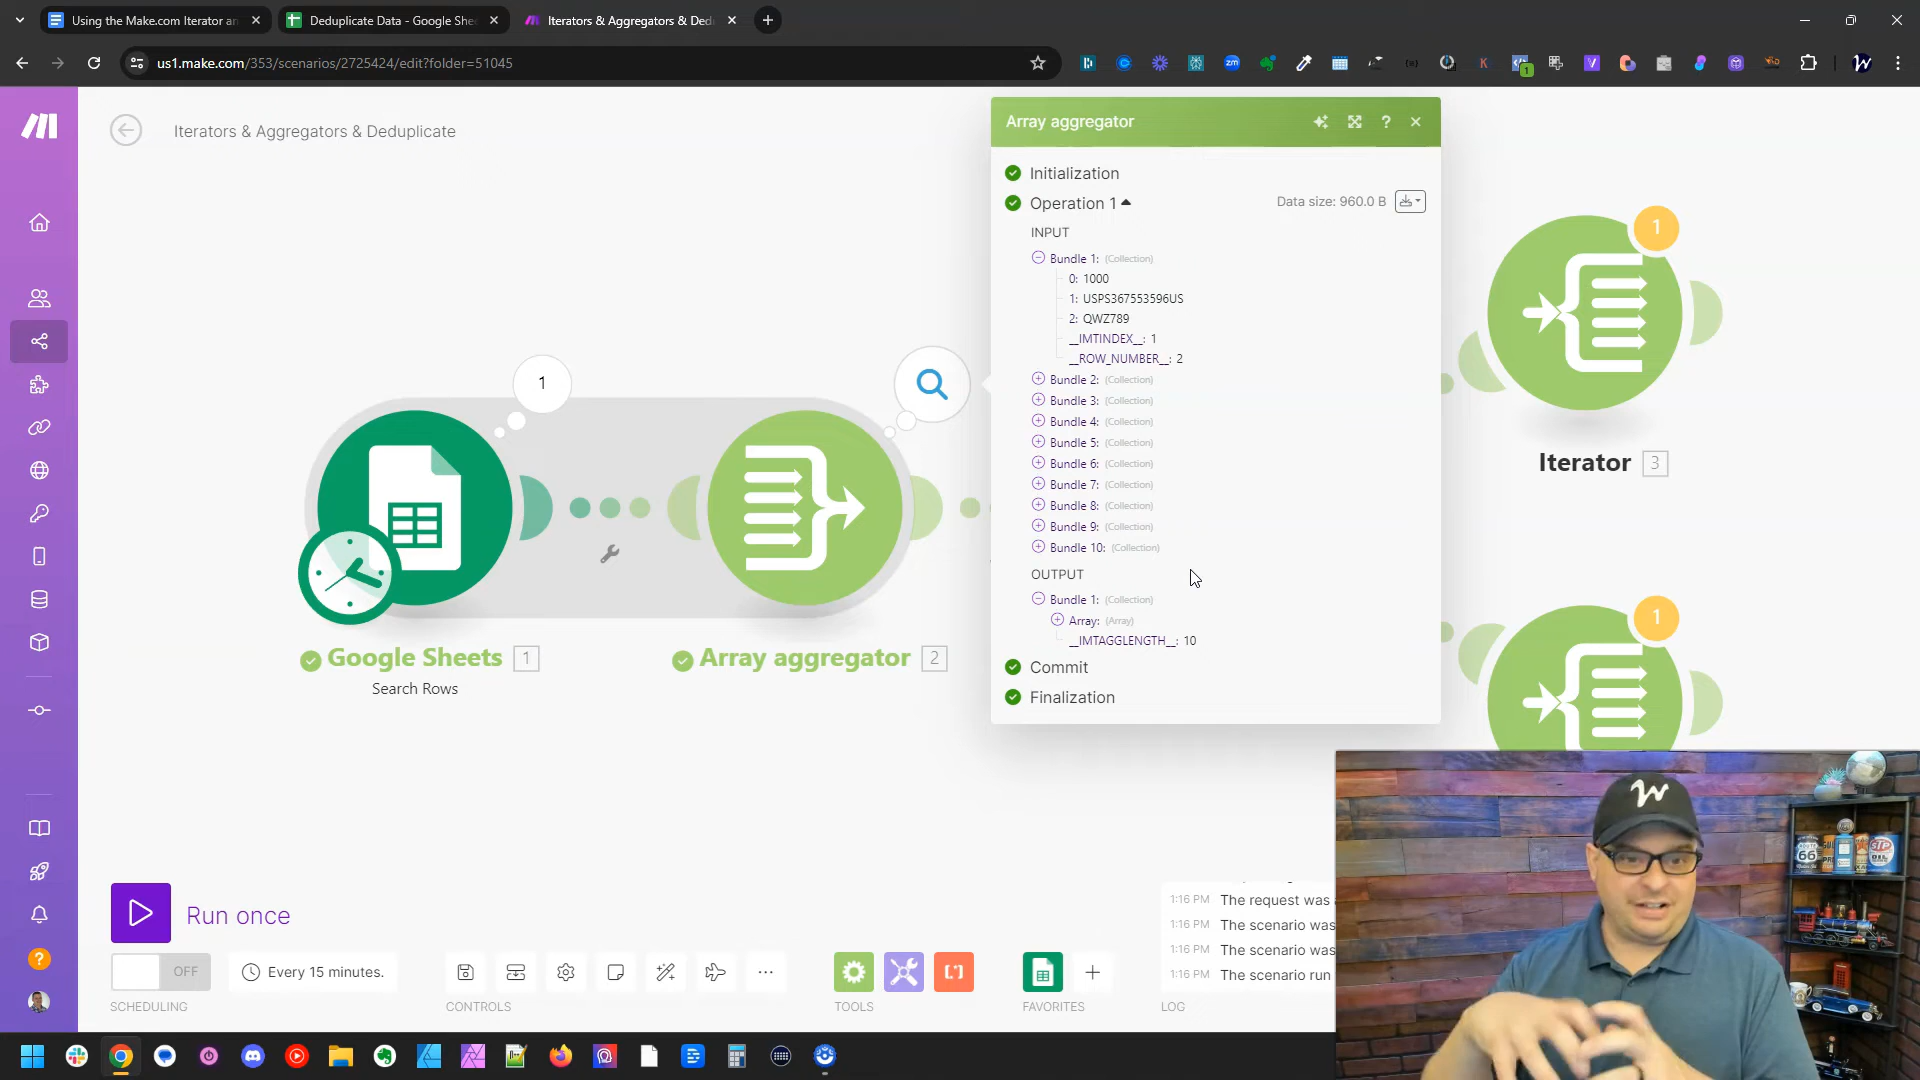 Using the Make.com Iterator an
Deduplicate Data - Google She
Iterators & Aggregators & Dedu
us1.make.com/353/scenarios/2725424/edit?folder=51045
Iterators & Aggregators & Deduplicate
Array aggregator
Initialization
Operation 1
Data size: 960.0 B
INPUT
Bundle 1: (Collection)
0: 1000
1: USPS367553596US
2: QWZ789
__IMTINDEX__: 1
__ROW_NUMBER__: 2
Bundle 2: (Collection)
Bundle 3: (Collection)
Bundle 4: (Collection)
Bundle 5: (Collection)
Bundle 6: (Collection)
Bundle 7: (Collection)
Bundle 8: (Collection)
Bundle 9: (Collection)
Bundle 10: (Collection)
OUTPUT
Bundle 1: (Collection)
Array: (Array)
__IMTAGGLENGTH__: 10
Commit
Finalization
1
1
Iterator 3
1
Google Sheets 1
Search Rows
Array aggregator 2
Run once
OFF
Every 15 minutes.
SCHEDULING
CONTROLS
TOOLS
FAVORITES
LOG
1:16 PM The request was
1:16 PM The scenario was
1:16 PM The scenario was
1:16 PM The scenario run
W
ROUTE
66
STP
OIL